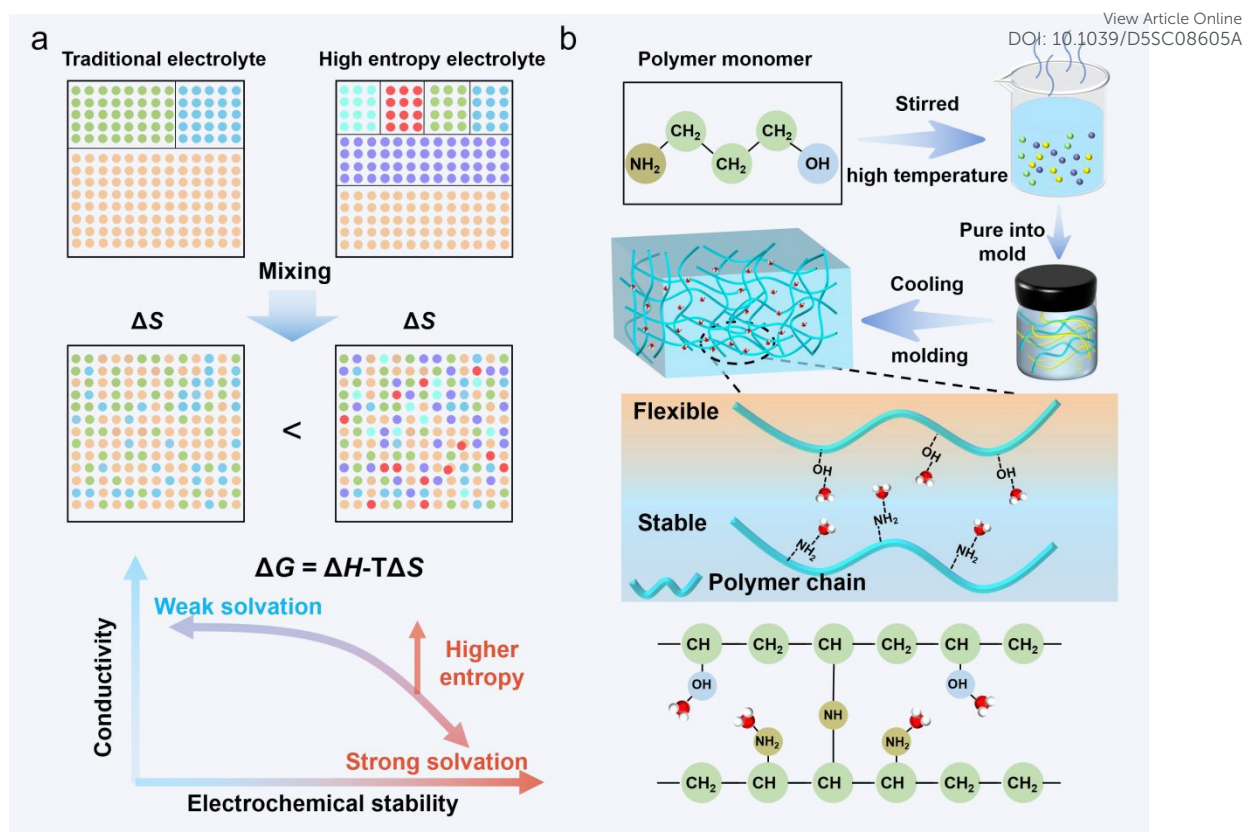 View Article Online
DOI: 10.1039/D5SC08605A
a
Traditional electrolyte
High entropy electrolyte
Mixing
ΔS
ΔS
<
ΔG = ΔH-TΔS
Weak solvation
Higher
entropy
Strong solvation
Conductivity
Electrochemical stability
b
Polymer monomer
NH₂
CH₂
CH₂
CH₂
OH
Stirred
high temperature
Pure into
mold
Cooling
molding
Flexible
OH
OH
OH
Stable
NH₂
NH₂
NH₂
Polymer chain
CH
CH₂
CH
CH₂
CH
CH₂
OH
OH
NH₂
NH
NH₂
CH₂
CH
CH
CH
CH₂
CH₂